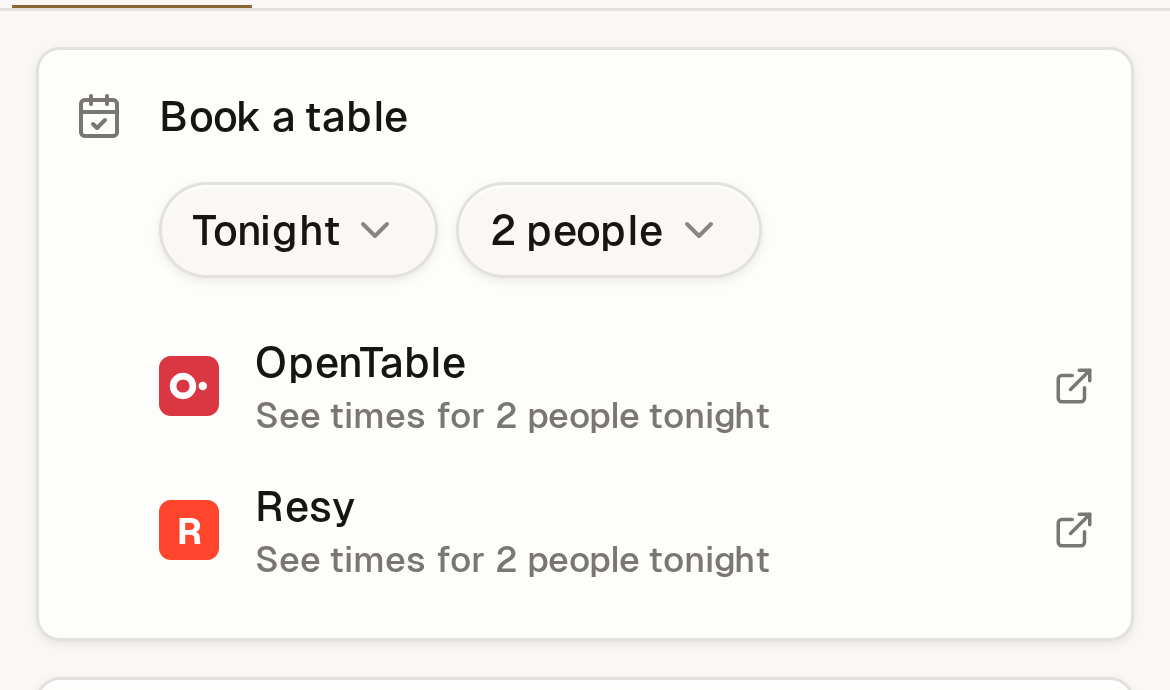 Book a table
Tonight
2 people
OpenTable
See times for 2 people tonight
R
Resy
See times for 2 people tonight